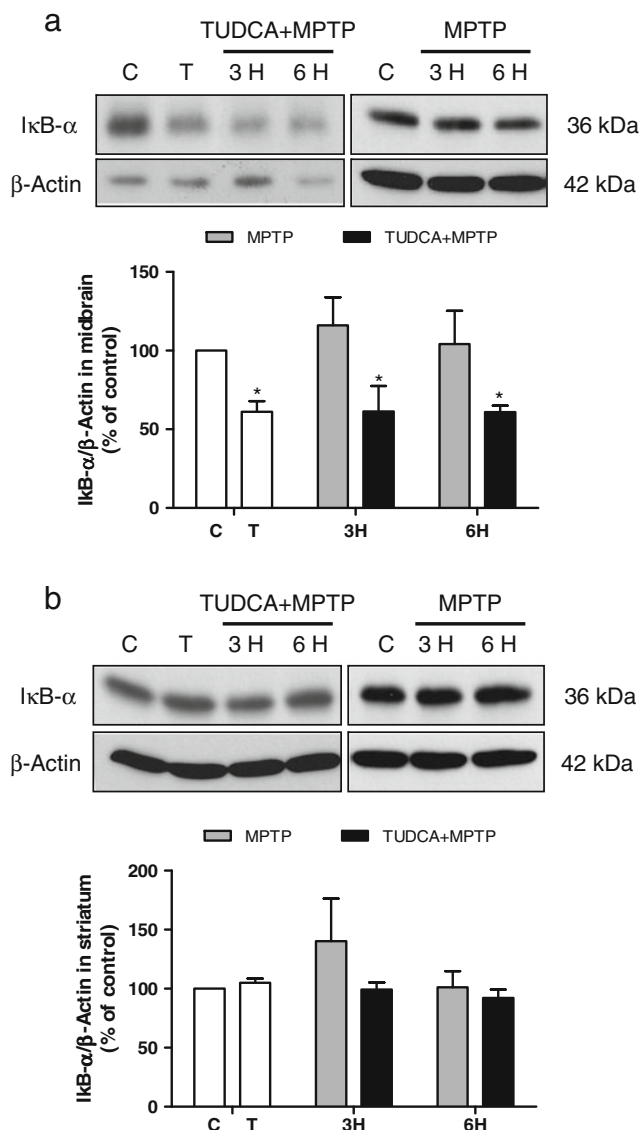 a
TUDCA+MPTP MPTP
C T 3 H 6 H C 3 H 6 H
IκB-α 36 kDa
β-Actin 42 kDa
MPTP TUDCA+MPTP
IkB-α/β-Actin in midbrain
(% of control)
150
100
50
0
* * *
C T 3H 6H
b
TUDCA+MPTP MPTP
C T 3 H 6 H C 3 H 6 H
IκB-α 36 kDa
β-Actin 42 kDa
MPTP TUDCA+MPTP
IkB-α/β-Actin in striatum
(% of control)
200
150
100
50
0
C T 3H 6H